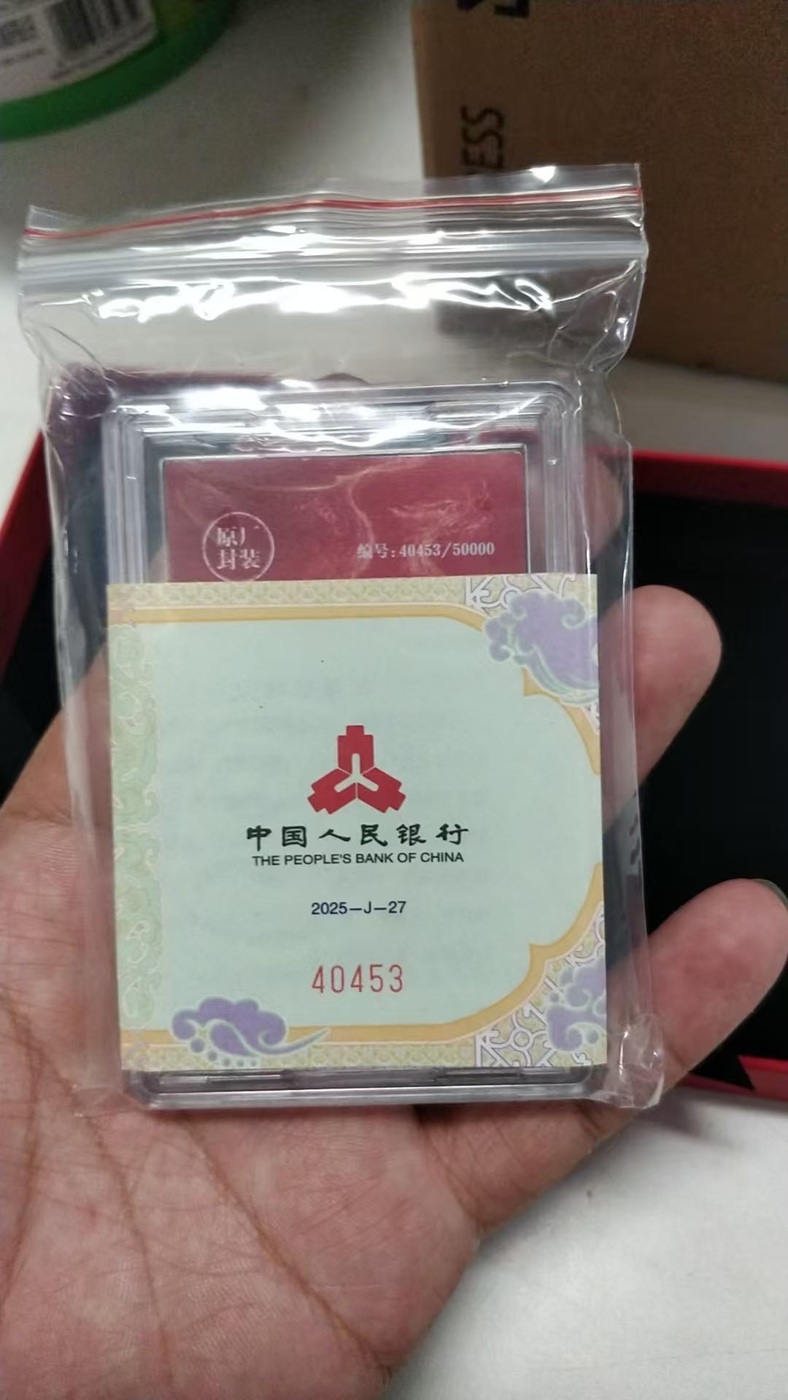 ESS
原厂
封装
编号:40453/50000
中国人民银行
THE PEOPLE'S BANK OF CHINA
2025—J—27
40453